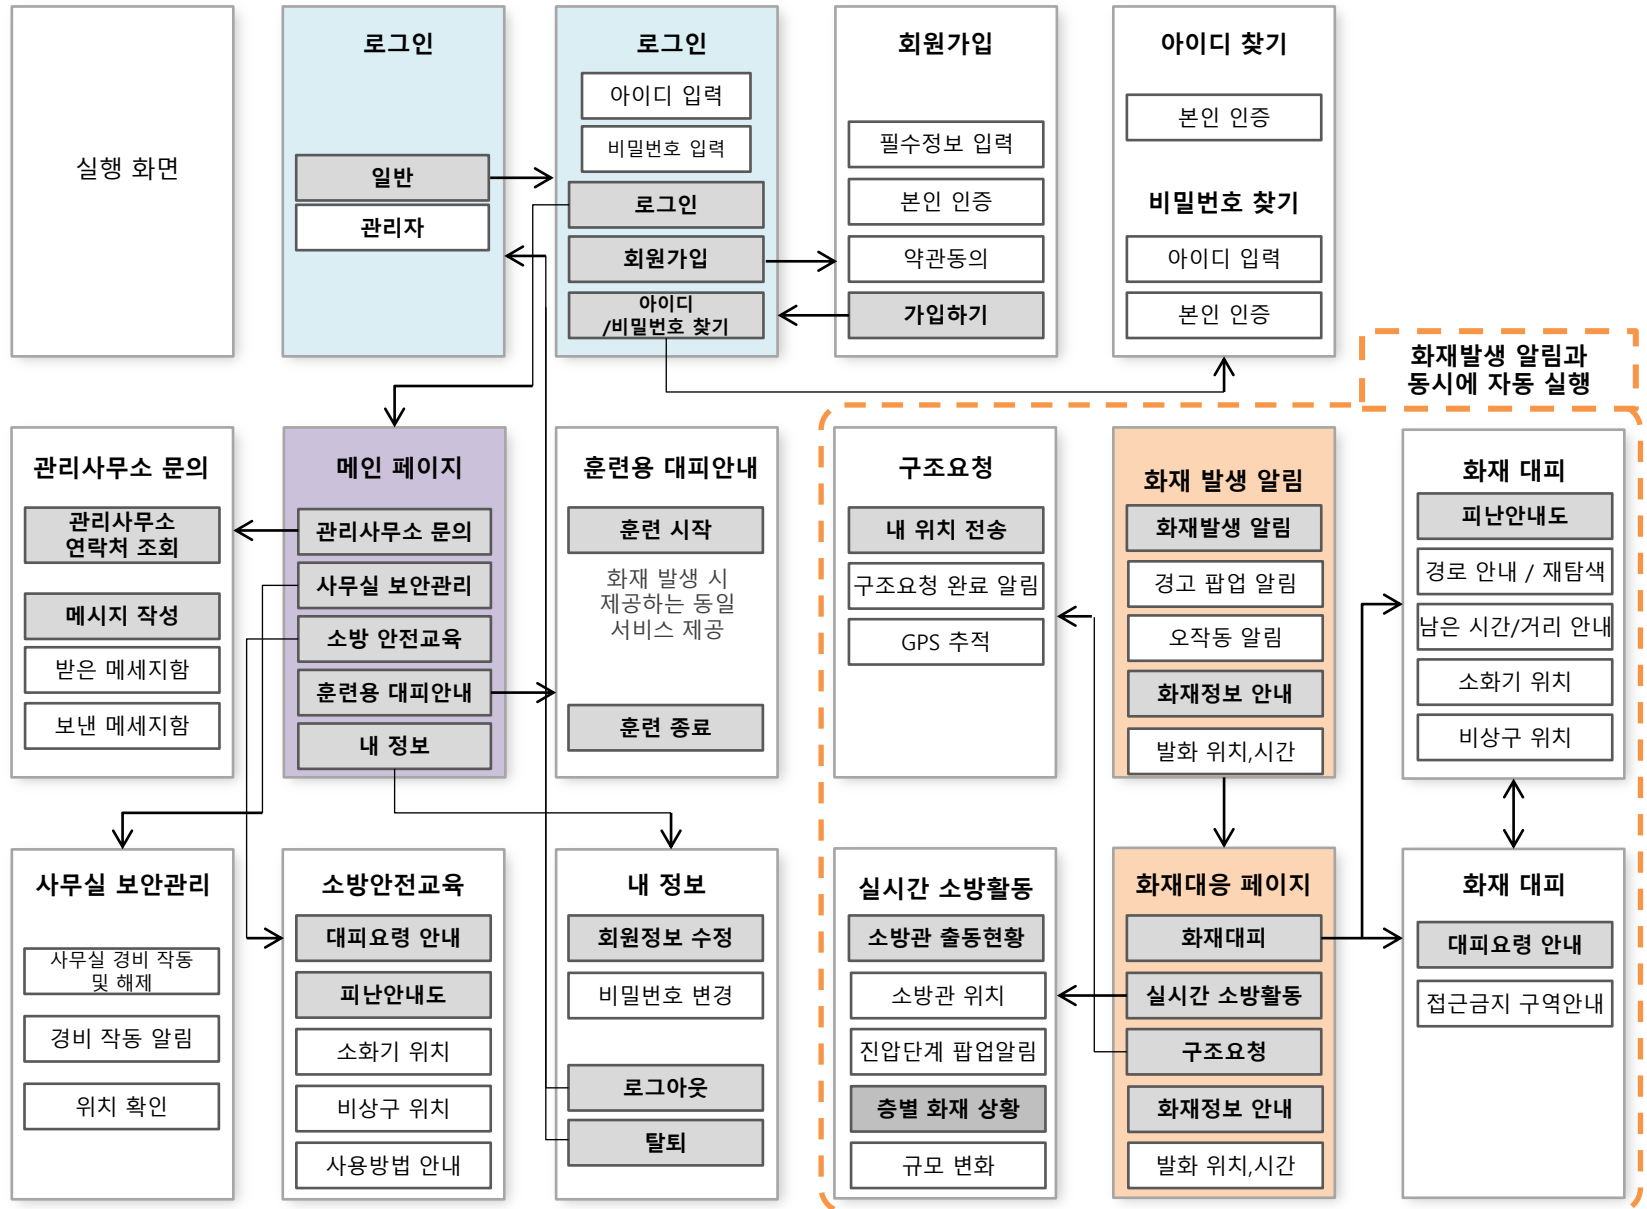 실행 화면
로그인
일반
관리자
로그인
아이디 입력
비밀번호 입력
로그인
회원가입
아이디
/비밀번호 찾기
회원가입
필수정보 입력
본인 인증
약관동의
가입하기
아이디 찾기
본인 인증
비밀번호 찾기
아이디 입력
본인 인증
화재발생 알림과
동시에 자동 실행
관리사무소 문의
관리사무소
연락처 조회
메시지 작성
받은 메세지함
보낸 메세지함
메인 페이지
관리사무소 문의
사무실 보안관리
소방 안전교육
훈련용 대피안내
내 정보
훈련용 대피안내
훈련 시작
화재 발생 시
제공하는 동일
서비스 제공
훈련 종료
구조요청
내 위치 전송
구조요청 완료 알림
GPS 추적
화재 발생 알림
화재발생 알림
경고 팝업 알림
오작동 알림
화재정보 안내
발화 위치,시간
화재 대피
피난안내도
경로 안내 / 재탐색
남은 시간/거리 안내
소화기 위치
비상구 위치
사무실 보안관리
사무실 경비 작동
및 해제
경비 작동 알림
위치 확인
소방안전교육
대피요령 안내
피난안내도
소화기 위치
비상구 위치
사용방법 안내
내 정보
회원정보 수정
비밀번호 변경
로그아웃
탈퇴
실시간 소방활동
소방관 출동현황
소방관 위치
진압단계 팝업알림
층별 화재 상황
규모 변화
화재대응 페이지
화재대피
실시간 소방활동
구조요청
화재정보 안내
발화 위치,시간
화재 대피
대피요령 안내
접근금지 구역안내